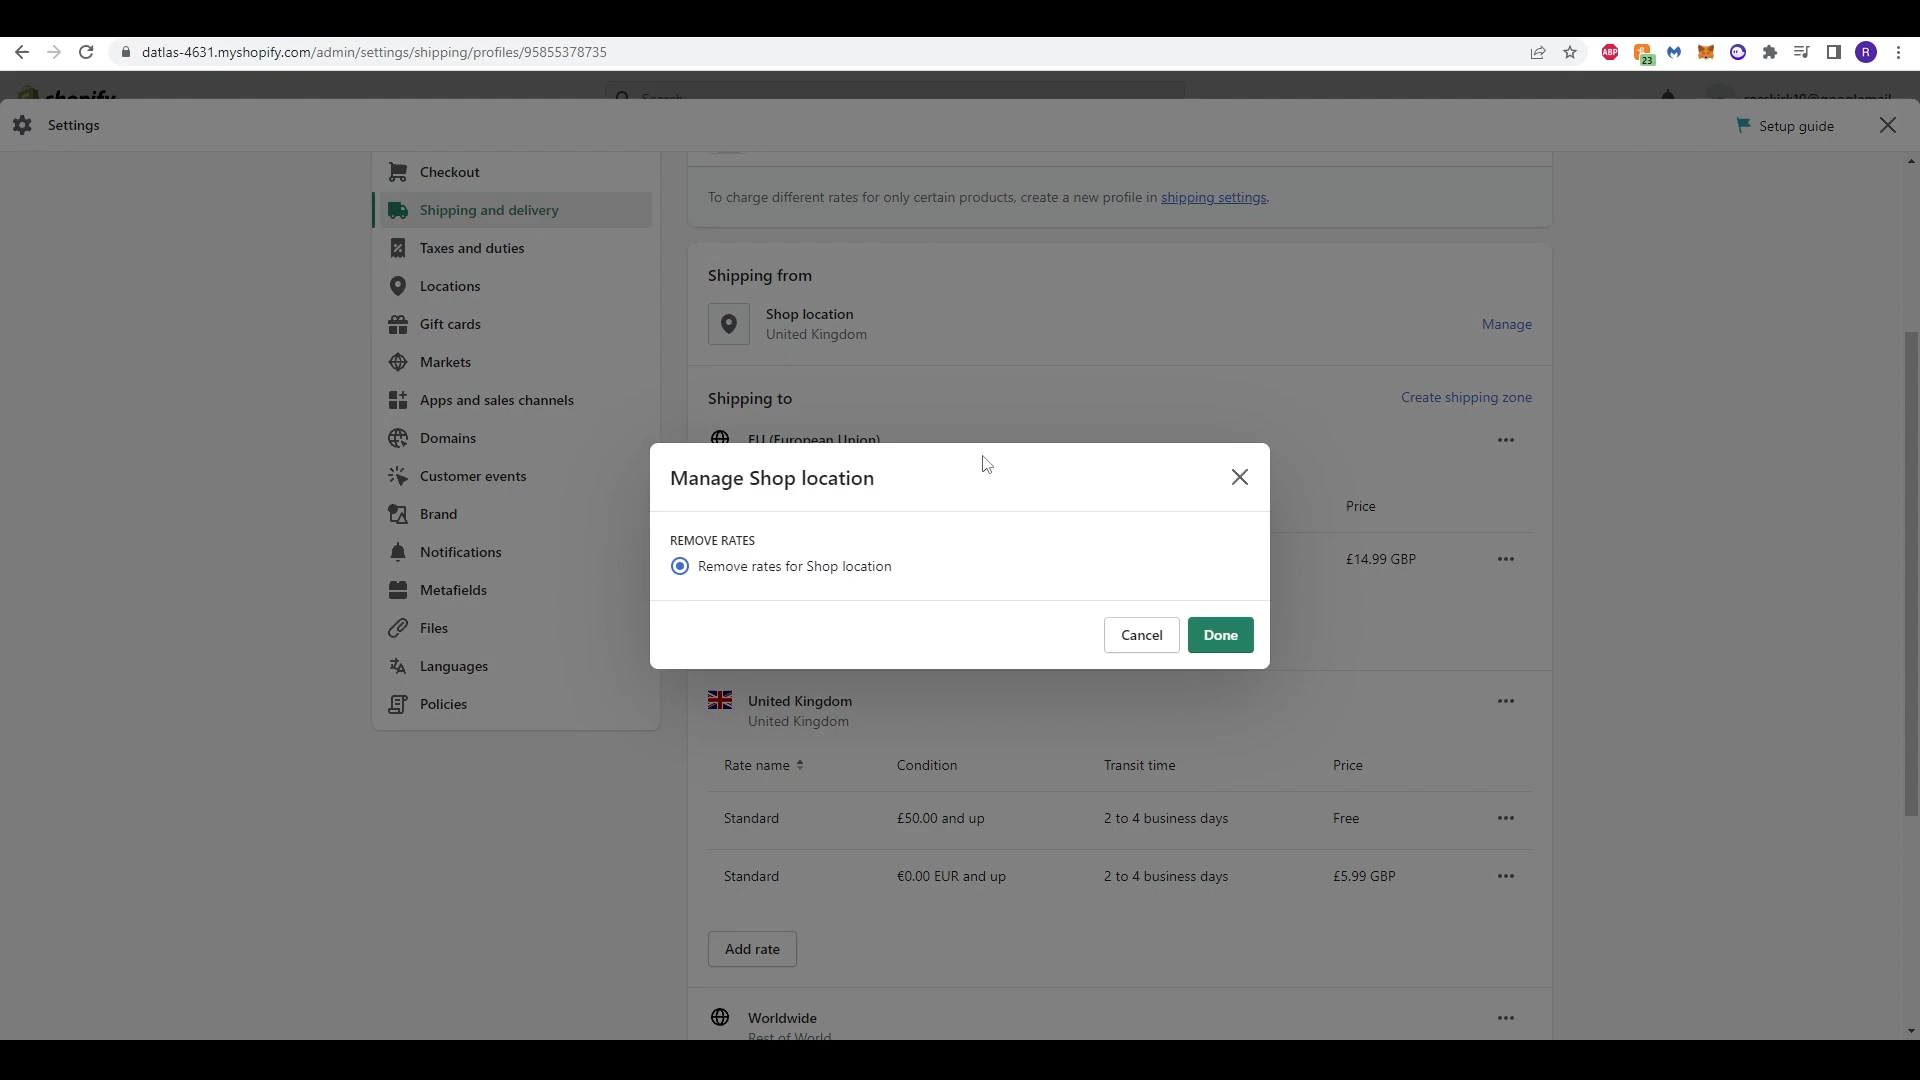 datlas-4631.myshopify.com/admin/settings/shipping/profiles/95855378735
ABP
23
R
shopify
Search
Settings
Setup guide
Checkout
Shipping and delivery
Taxes and duties
Locations
Gift cards
Markets
Apps and sales channels
Domains
Customer events
Brand
Notifications
Metafields
Files
Languages
Policies
To charge different rates for only certain products, create a new profile in shipping settings.
Shipping from
Shop location
United Kingdom
Manage
Shipping to
Create shipping zone
EU (European Union)
Price
£14.99 GBP
Manage Shop location
REMOVE RATES
Remove rates for Shop location
Cancel
Done
United Kingdom
United Kingdom
Rate name Condition Transit time Price
Standard £50.00 and up 2 to 4 business days Free
Standard €0.00 EUR and up 2 to 4 business days £5.99 GBP
Add rate
Worldwide
Rest of World